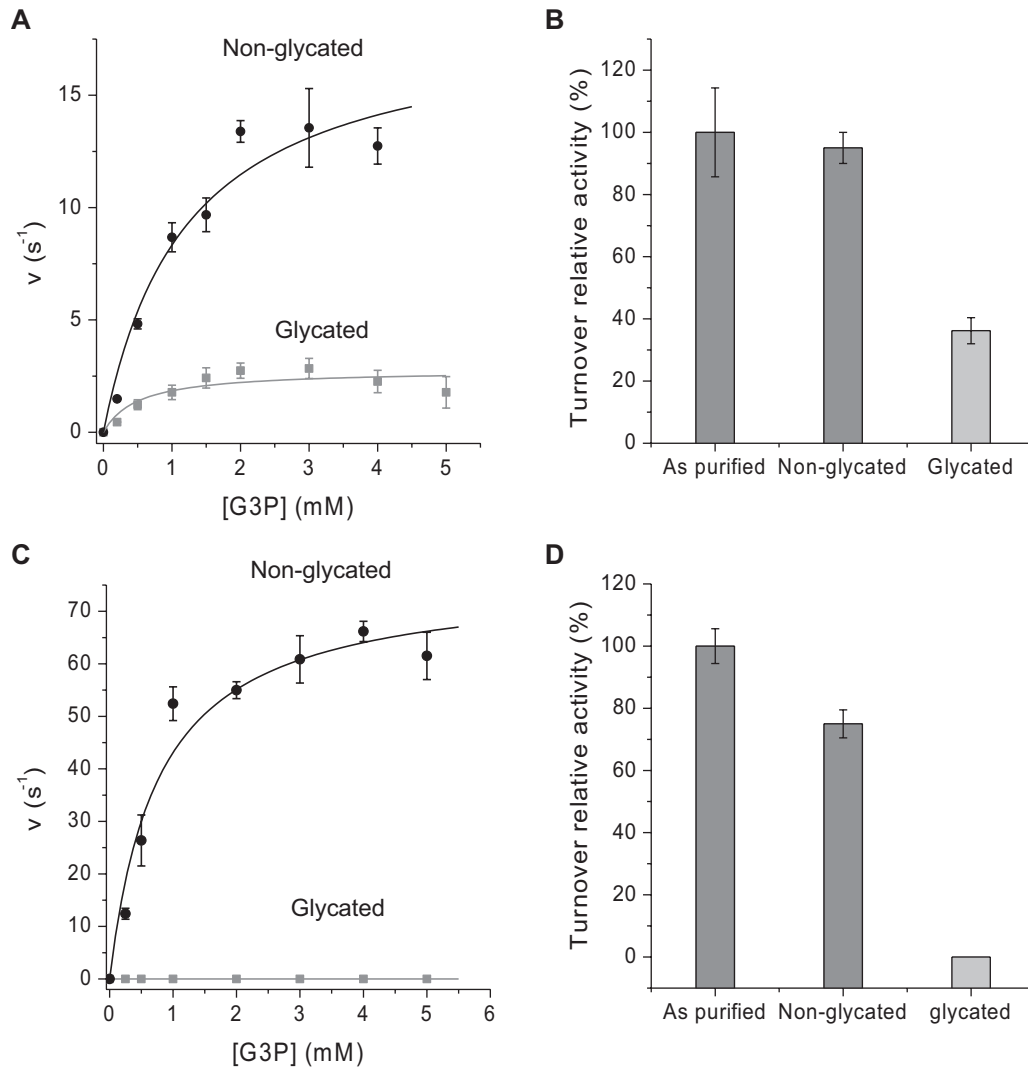 A
Non-glycated
15
10
5
0
v (s-1)
Glycated
0 1 2 3 4 5
[G3P] (mM)
B
120
100
80
60
40
20
0
Turnover relative activity (%)
As purified Non-glycated Glycated
C
Non-glycated
70
60
50
40
30
20
10
0
v (s-1)
Glycated
0 1 2 3 4 5 6
[G3P] (mM)
D
120
100
80
60
40
20
0
Turnover relative activity (%)
As purified Non-glycated glycated